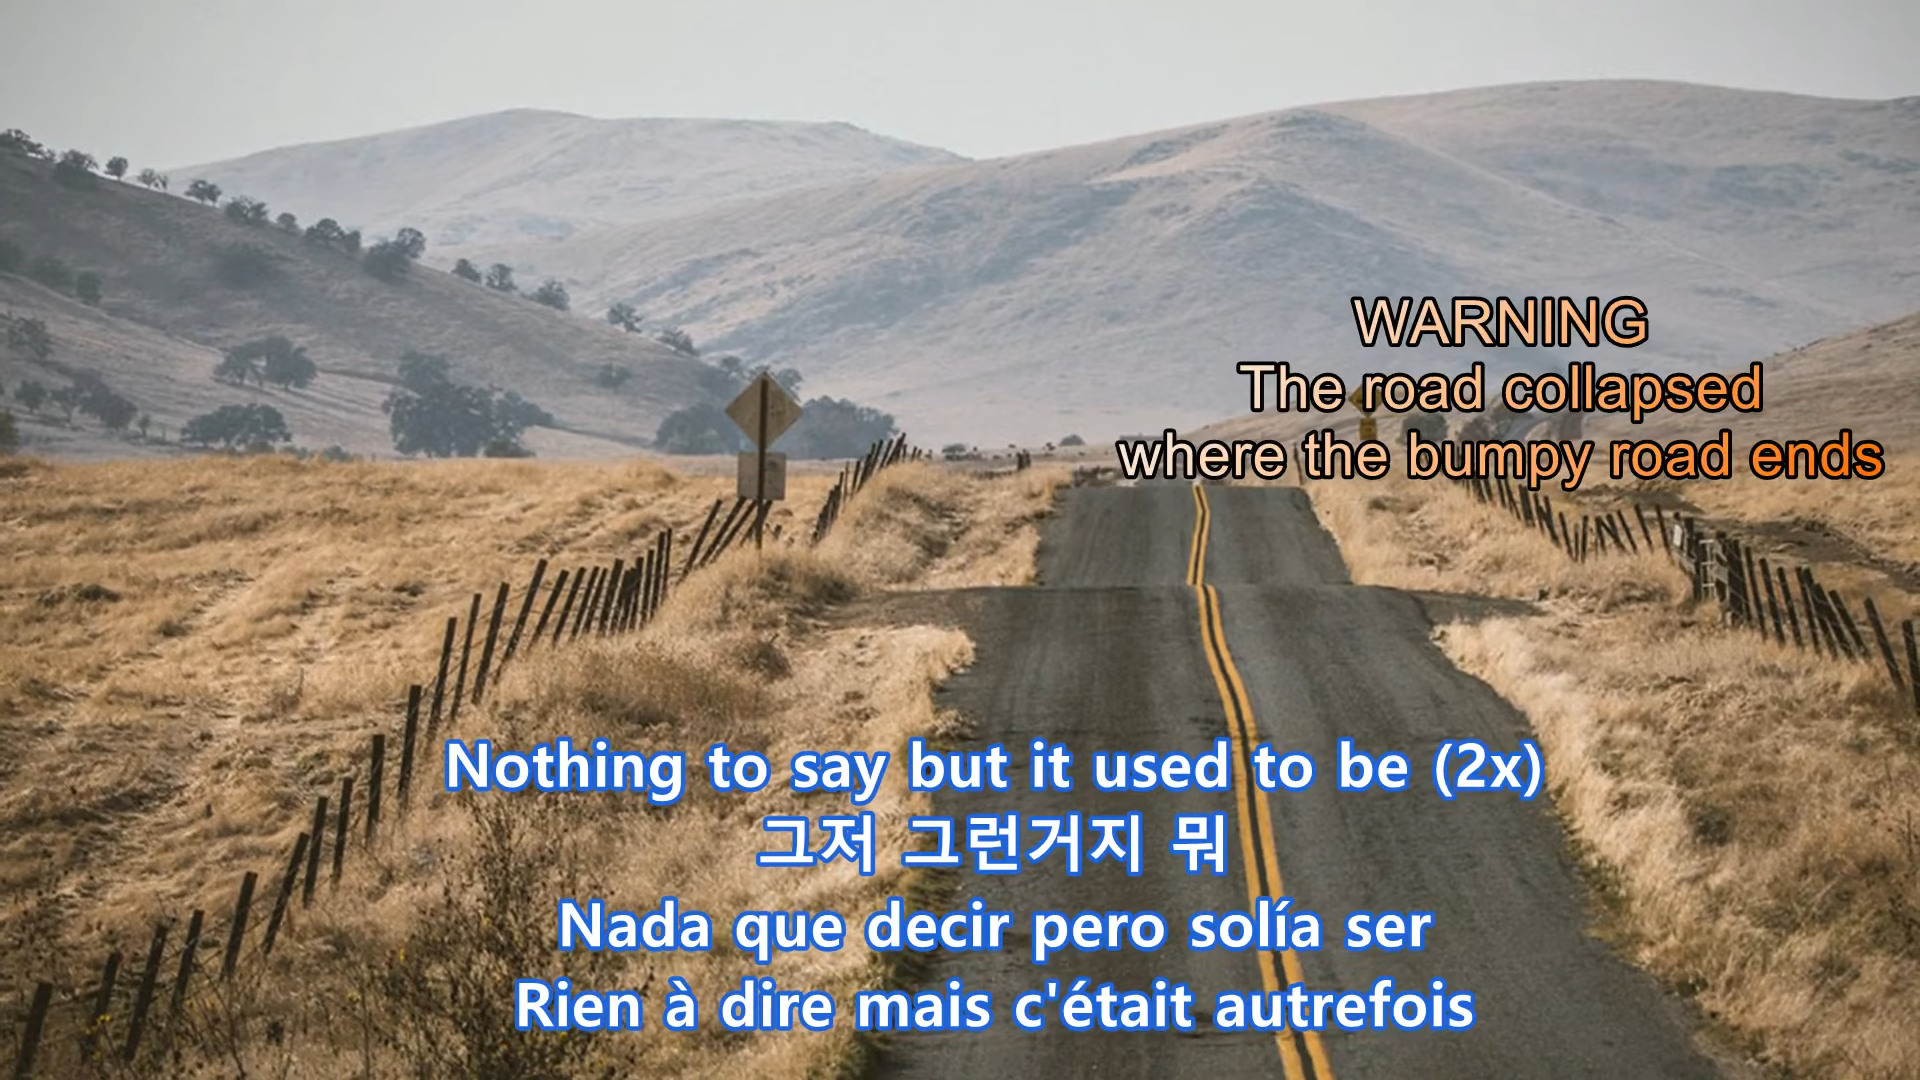 WARNING
The road collapsed
where the bumpy road ends
Nothing to say but it used to be (2x)
그저 그런거지 뭐
Nada que decir pero solía ser
Rien à dire mais c'était autrefois